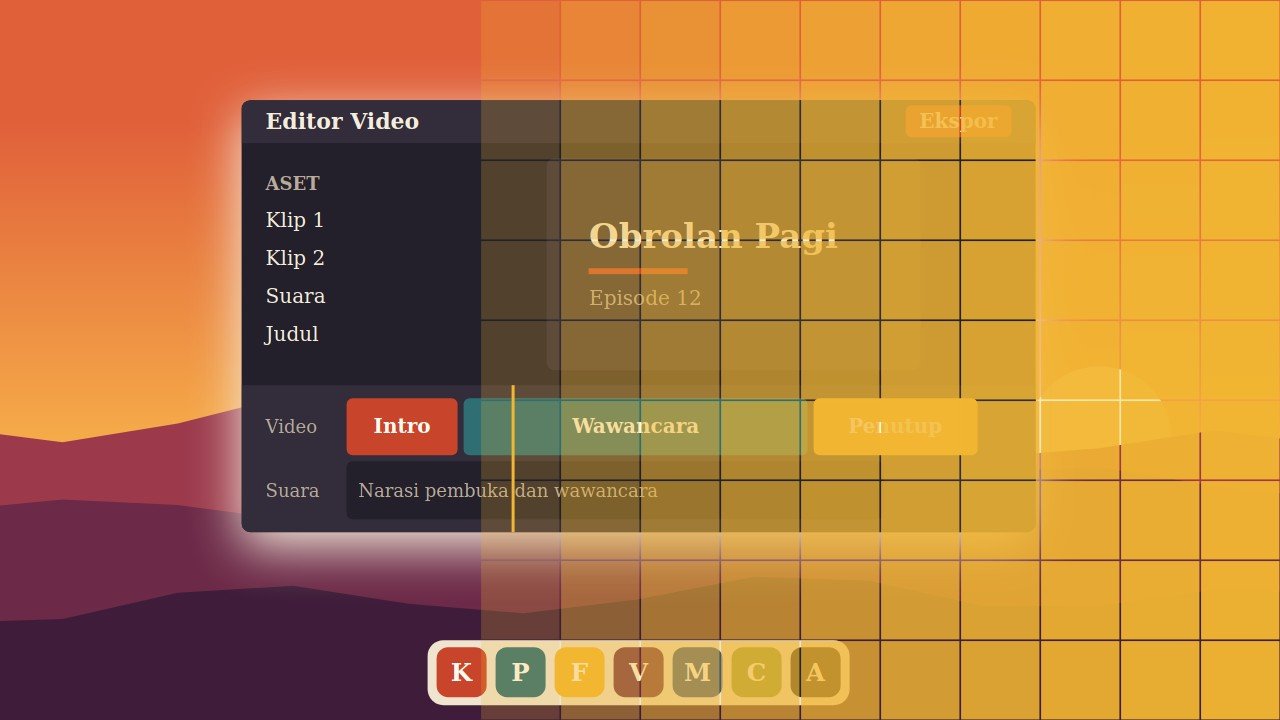 Editor Video
Ekspor
ASET
Klip 1
Klip 2
Suara
Judul
Obrolan Pagi
Episode 12
Video
Intro
Wawancara
Penutup
Suara
Narasi pembuka dan wawancara
K P F V M C A